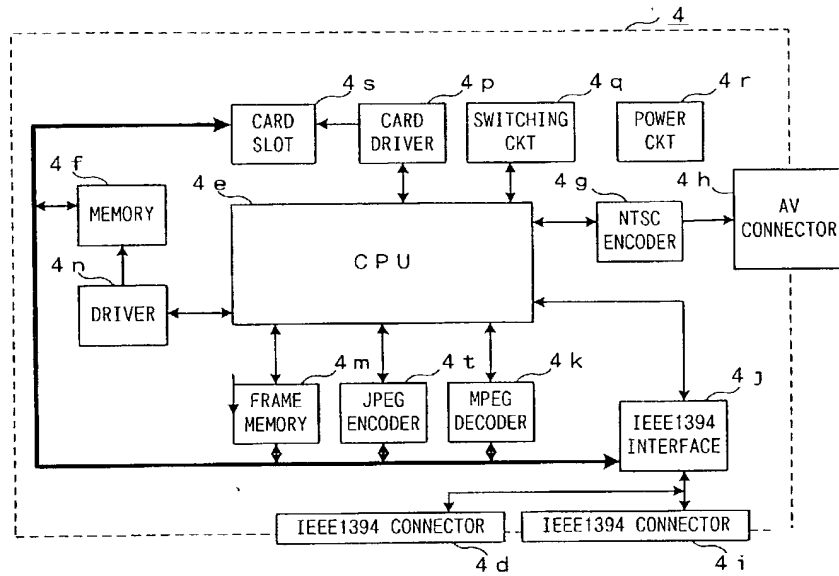 4
4s
4p
4q
4r
CARD
SLOT
CARD
DRIVER
SWITCHING
CKT
POWER
CKT
4f
4e
4g
4h
MEMORY
CPU
NTSC
ENCODER
AV
CONNECTOR
4n
DRIVER
4m
4t
4k
4J
FRAME
MEMORY
JPEG
ENCODER
MPEG
DECODER
IEEE1394
INTERFACE
IEEE1394 CONNECTOR
IEEE1394 CONNECTOR
4d
4i